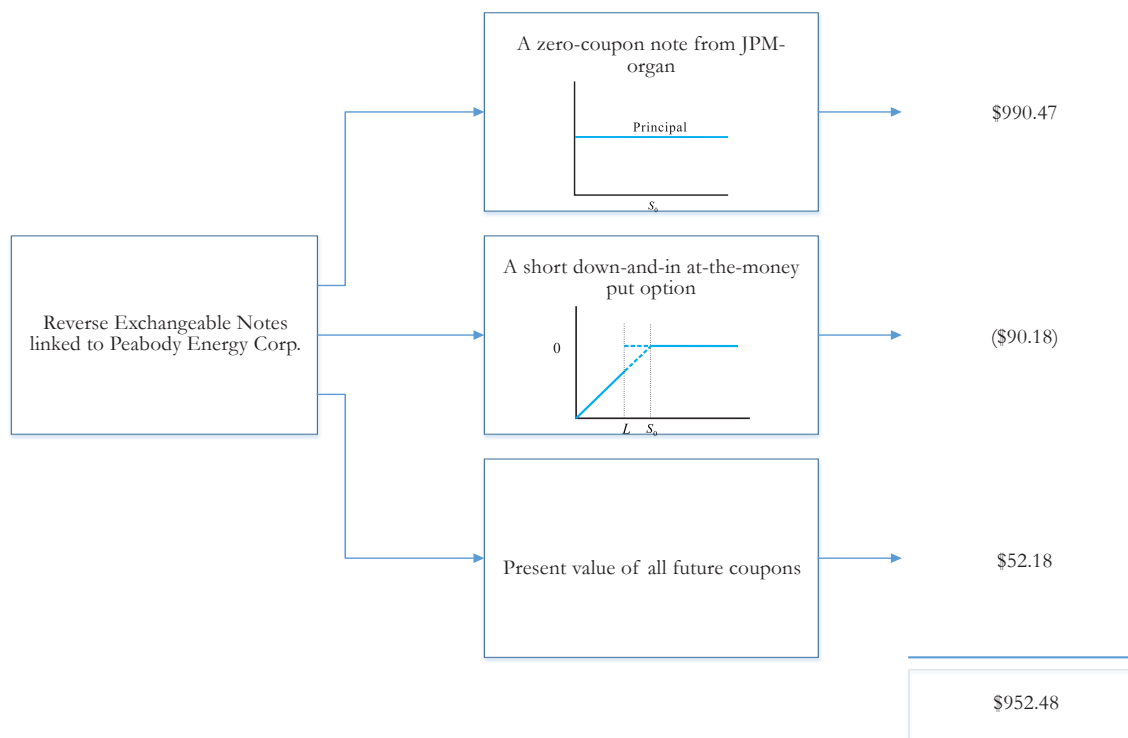 A zero-coupon note from JPM-
organ
Principal
S₀
$990.47
Reverse Exchangeable Notes
linked to Peabody Energy Corp.
A short down-and-in at-the-money
put option
0
L S₀
($90.18)
Present value of all future coupons
$52.18
$952.48